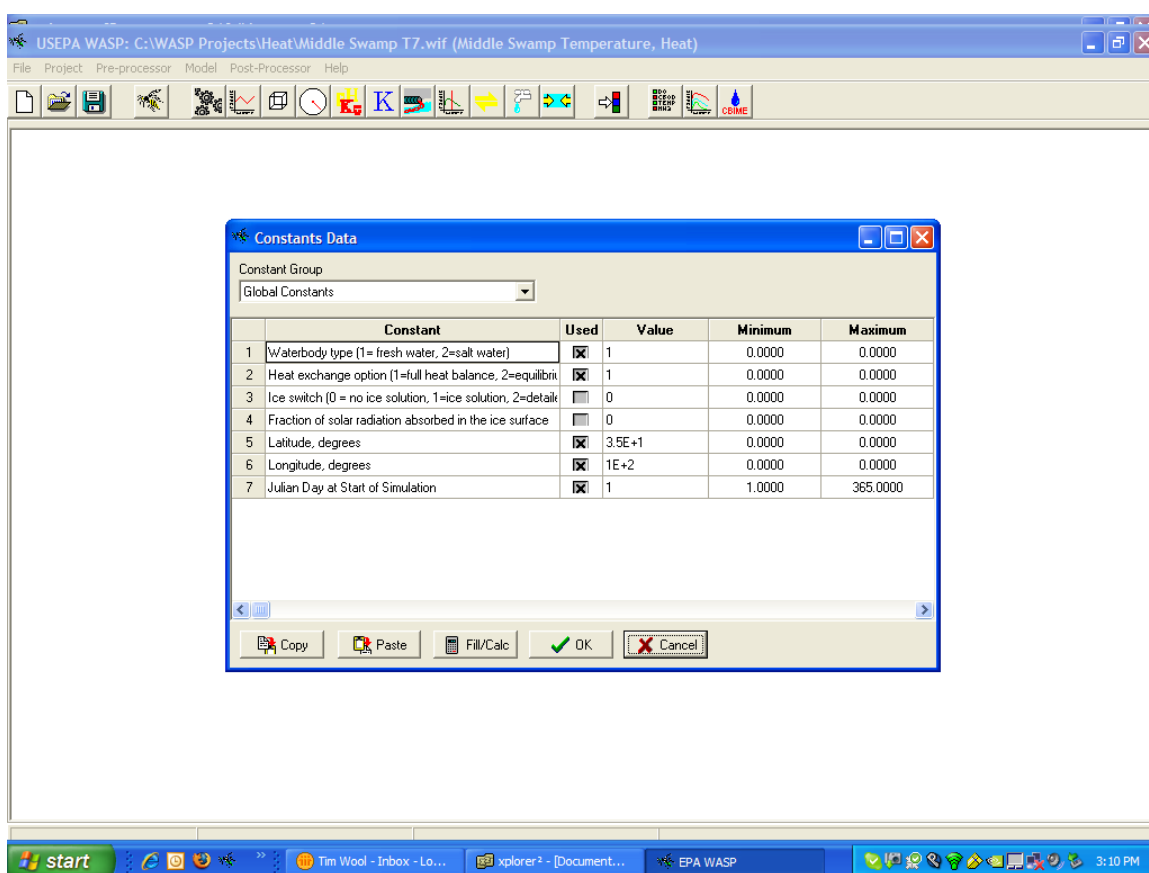 USEPA WASP: C:\WASP Projects\Heat\Middle Swamp T7.wif (Middle Swamp Temperature, Heat)
File Project Pre-processor Model Post-Processor Help
K
CBIME
Constants Data
Constant Group
Global Constants
Constant Used Value Minimum Maximum
1 Waterbody type (1= fresh water, 2=salt water) 1 0.0000 0.0000
2 Heat exchange option (1=full heat balance, 2=equilibriu 1 0.0000 0.0000
3 Ice switch (0 = no ice solution, 1=ice solution, 2=detaile 0 0.0000 0.0000
4 Fraction of solar radiation absorbed in the ice surface 0 0.0000 0.0000
5 Latitude, degrees 3.5E+1 0.0000 0.0000
6 Longitude, degrees 1E+2 0.0000 0.0000
7 Julian Day at Start of Simulation 1 1.0000 365.0000
Copy Paste Fill/Calc OK Cancel
start Tim Wool - Inbox - Lo... xplorer² - [Document... EPA WASP 3:10 PM